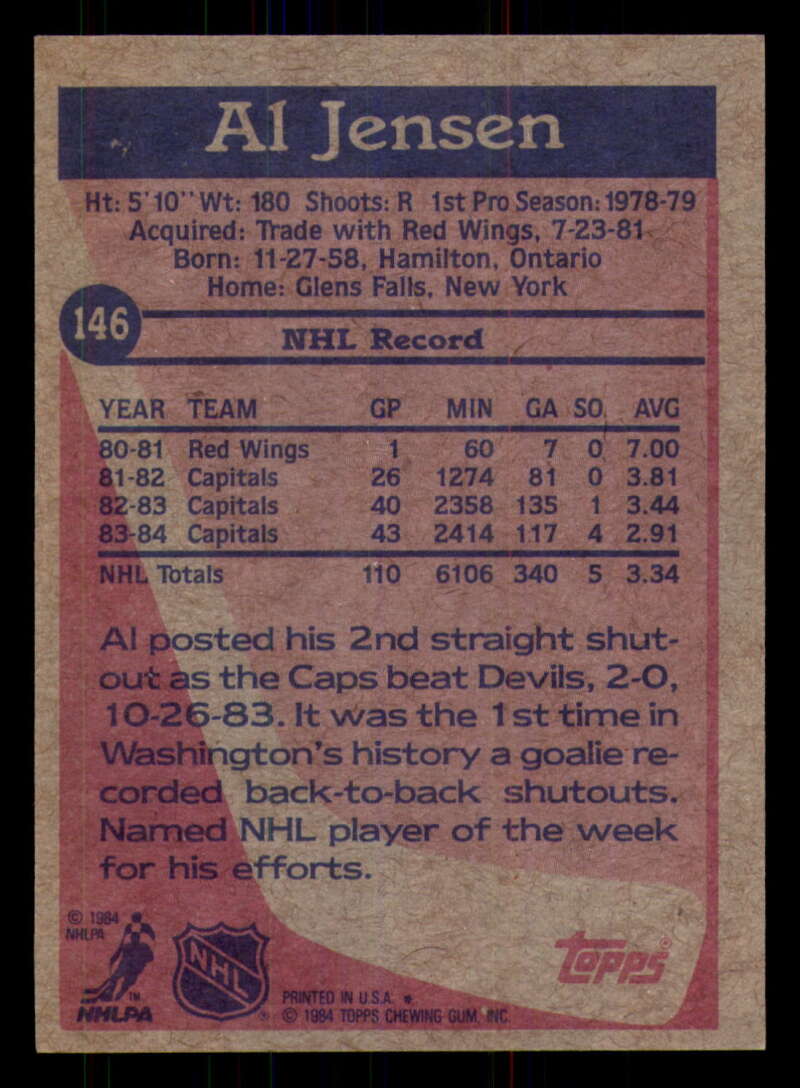 Al Jensen
Ht: 5'10" Wt: 180 Shoots: R 1st Pro Season: 1978-79
Acquired: Trade with Red Wings, 7-23-81
Born: 11-27-58, Hamilton, Ontario
Home: Glens Falls, New York
146
NHL Record
YEAR TEAM GP MIN GA SO AVG
80-81 Red Wings 1 60 7 0 7.00
81-82 Capitals 26 1274 81 0 3.81
82-83 Capitals 40 2358 135 1 3.44
83-84 Capitals 43 2414 117 4 2.91
NHL Totals 110 6106 340 5 3.34
Al posted his 2nd straight shut-
out as the Caps beat Devils, 2-0,
10-26-83. It was the 1st time in
Washington's history a goalie re-
corded back-to-back shutouts.
Named NHL player of the week
for his efforts.
© 1984
NHLPA
TM
NHLPA
NHL
®
PRINTED IN U.S.A. *
© 1984 TOPPS CHEWING GUM, INC.
topps®